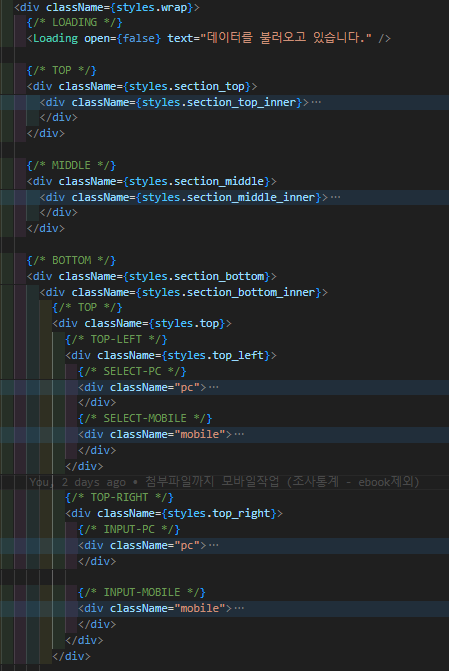 <div className={styles.wrap}>
{/* LOADING */}
<Loading open={false} text="데이터를 불러오고 있습니다." />
{/* TOP */}
<div className={styles.section_top}>
<div className={styles.section_top_inner}>…
</div>
</div>
{/* MIDDLE */}
<div className={styles.section_middle}>
<div className={styles.section_middle_inner}>…
</div>
</div>
{/* BOTTOM */}
<div className={styles.section_bottom}>
<div className={styles.section_bottom_inner}>
{/* TOP */}
<div className={styles.top}>
{/* TOP-LEFT */}
<div className={styles.top_left}>
{/* SELECT-PC */}
<div className="pc">…
</div>
{/* SELECT-MOBILE */}
<div className="mobile">…
</div>
</div>
You, 2 days ago • 첨부파일까지 모바일작업 (조사통계 - ebook제외)
{/* TOP-RIGHT */}
<div className={styles.top_right}>
{/* INPUT-PC */}
<div className="pc">…
</div>
{/* INPUT-MOBILE */}
<div className="mobile">…
</div>
</div>
</div>